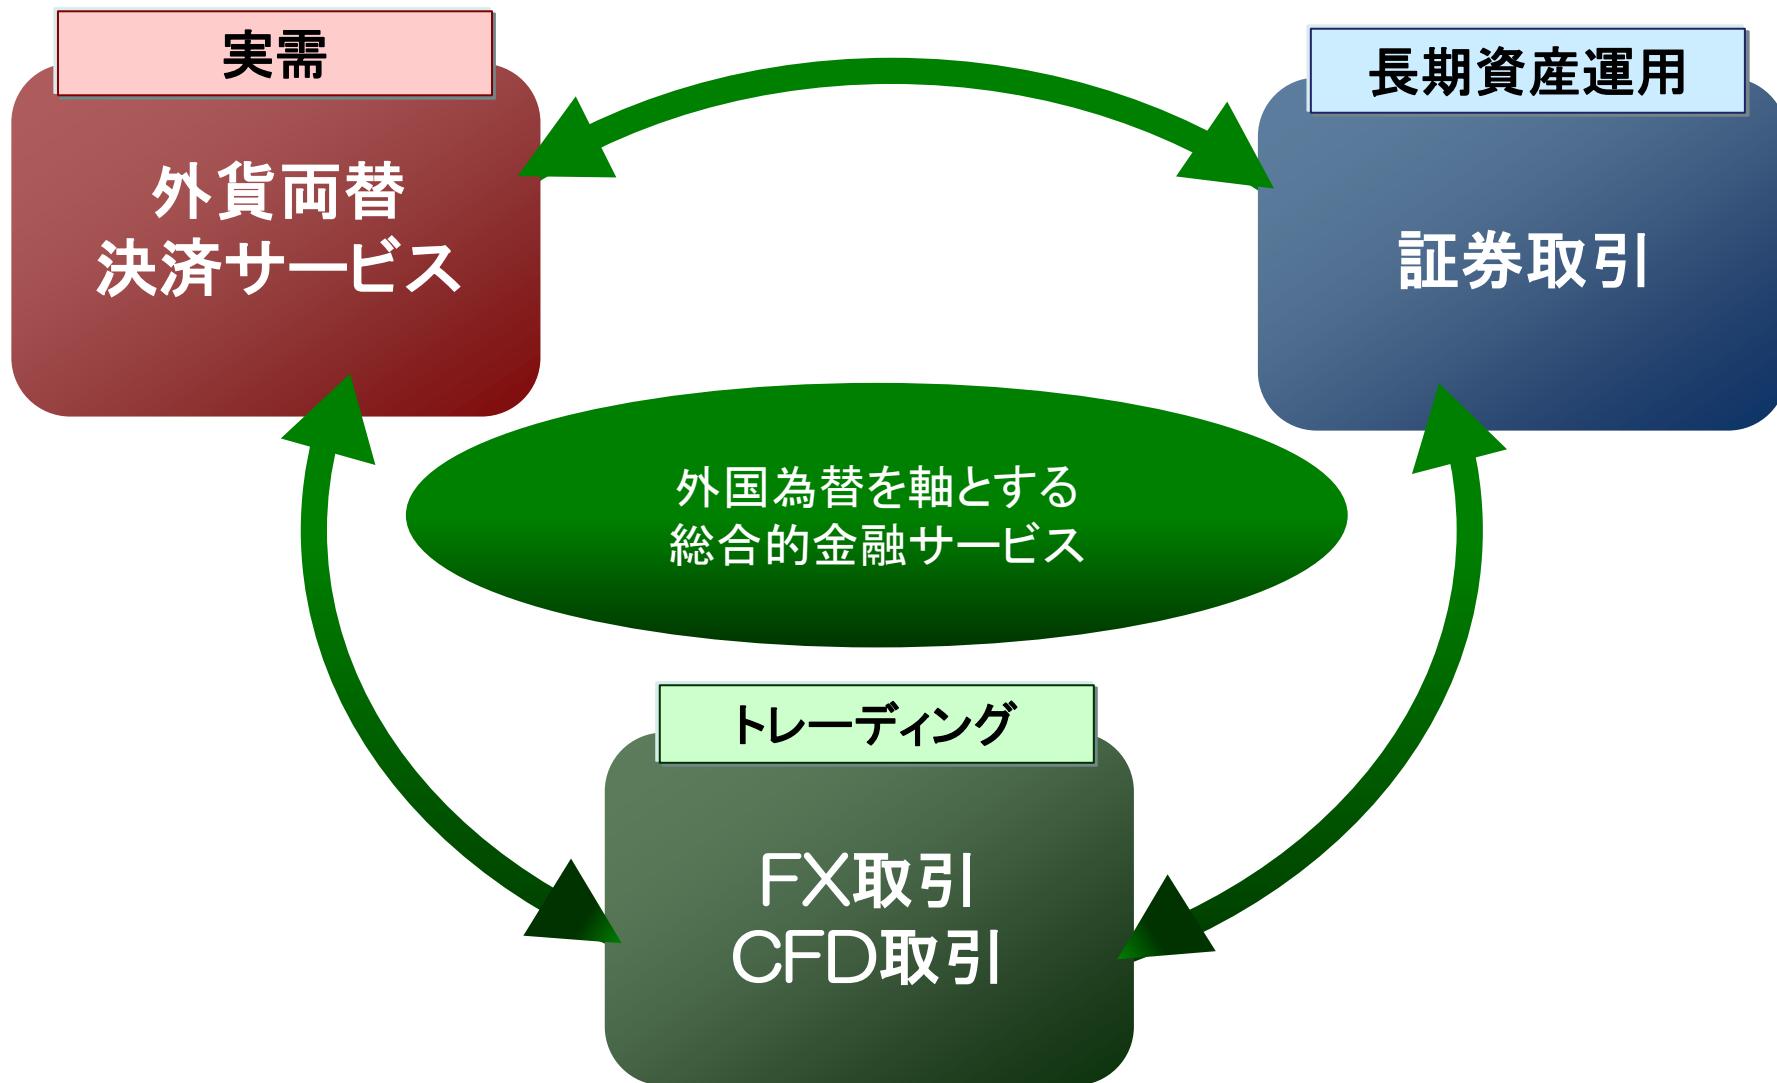 実需
外貨両替
決済サービス
長期資産運用
証券取引
外国為替を軸とする
総合的金融サービス
トレーディング
FX取引
CFD取引